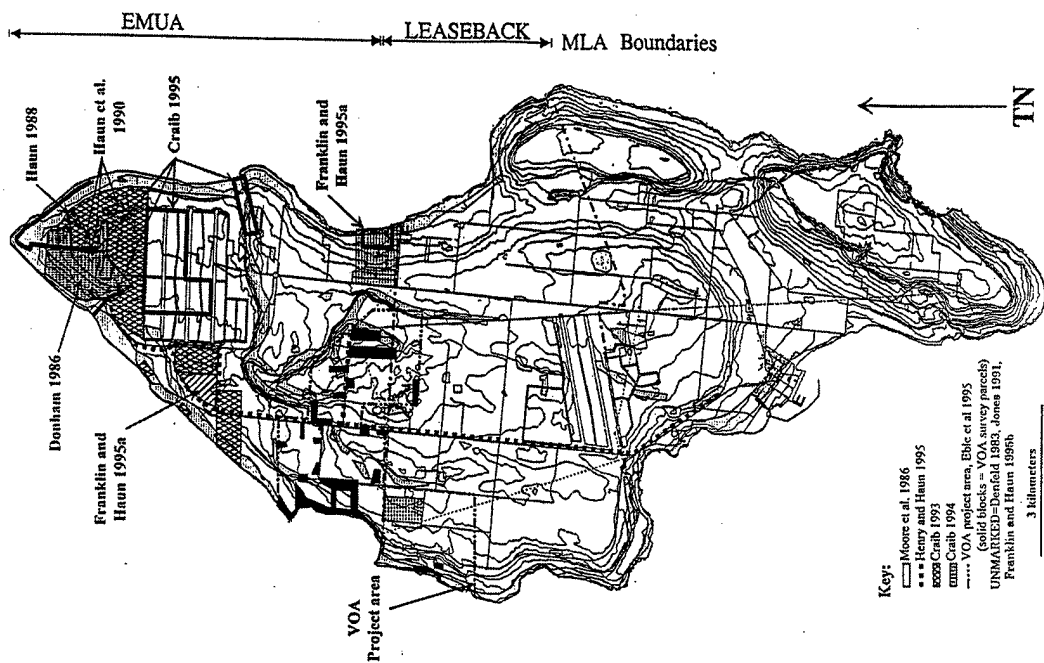 EMUA
LEASEBACK
MLA Boundaries
Haun 1988
Haun et al.
1990
Craib 1995
Franklin and
Haun 1995a
Donham 1986
Franklin and
Haun 1995a
VOA
Project area
TN
Key:
Moore et al. 1986
Henry and Haun 1995
Craib 1993
Craib 1994
VOA project area, Eble et al 1995
(solid blocks = VOA survey parcels)
UNMARKED=Denfeld 1983, Jones 1991,
Franklin and Haun 1995b
3 kilometers